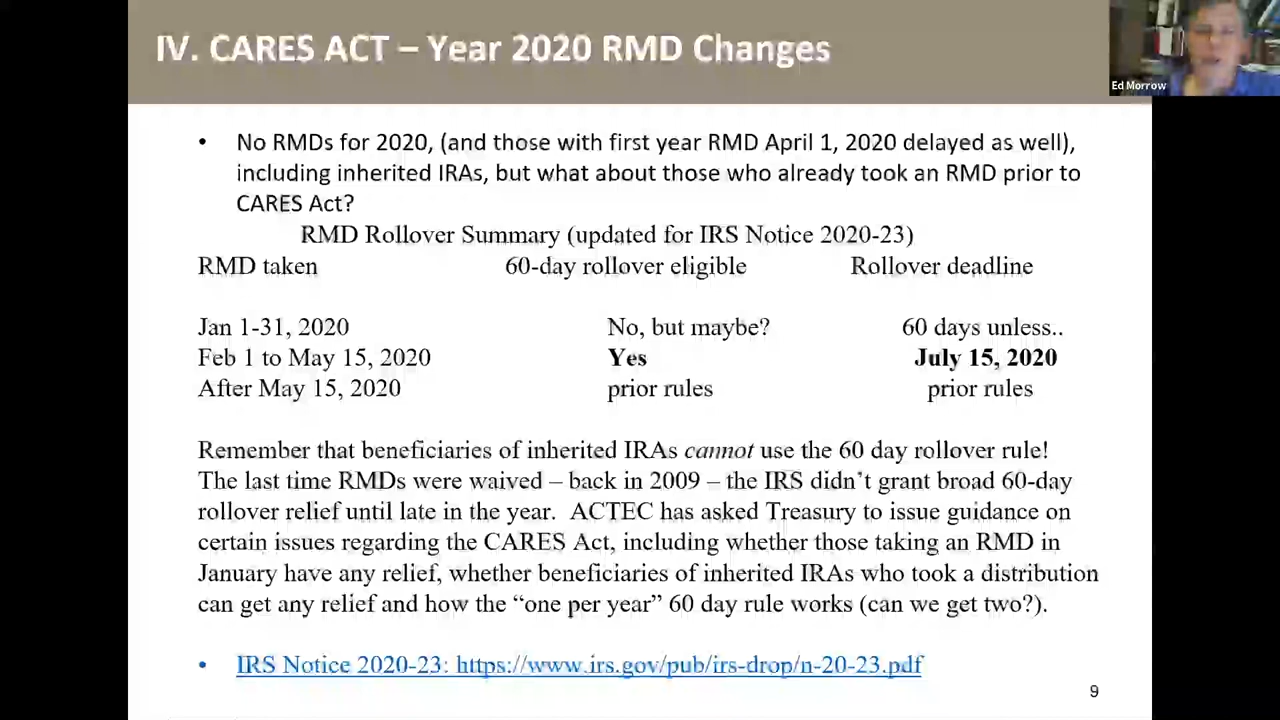 IV. CARES ACT – Year 2020 RMD Changes
Ed Morrow
• No RMDs for 2020, (and those with first year RMD April 1, 2020 delayed as well),
including inherited IRAs, but what about those who already took an RMD prior to
CARES Act?
RMD Rollover Summary (updated for IRS Notice 2020-23)
RMD taken 60-day rollover eligible Rollover deadline
Jan 1-31, 2020 No, but maybe? 60 days unless..
Feb 1 to May 15, 2020 Yes July 15, 2020
After May 15, 2020 prior rules prior rules
Remember that beneficiaries of inherited IRAs cannot use the 60 day rollover rule!
The last time RMDs were waived – back in 2009 – the IRS didn’t grant broad 60-day
rollover relief until late in the year. ACTEC has asked Treasury to issue guidance on
certain issues regarding the CARES Act, including whether those taking an RMD in
January have any relief, whether beneficiaries of inherited IRAs who took a distribution
can get any relief and how the “one per year” 60 day rule works (can we get two?).
• IRS Notice 2020-23: https://www.irs.gov/pub/irs-drop/n-20-23.pdf
9